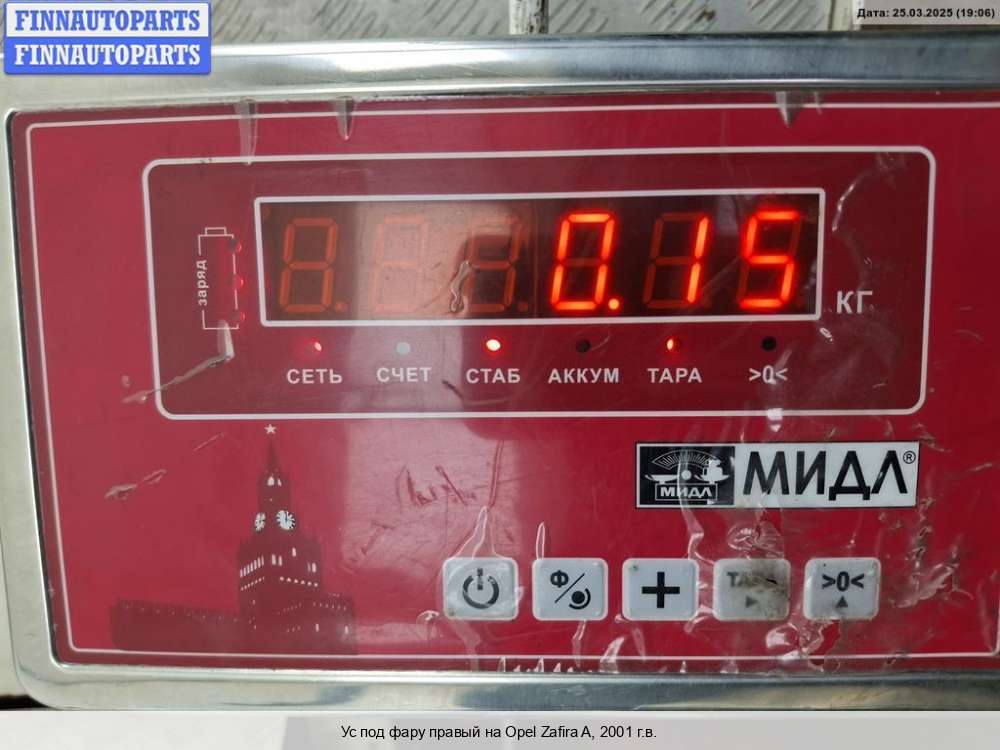 FINNAUTOPARTS
FINNAUTOPARTS
Дата: 25.03.2025 (19:06)
заряд
0.15
КГ
СЕТЬ СЧЕТ СТАБ АККУМ ТАРА >0<
МИДЛ МИДЛ®
Ф
>0<
Ус под фару правый на Opel Zafira A, 2001 г.в.